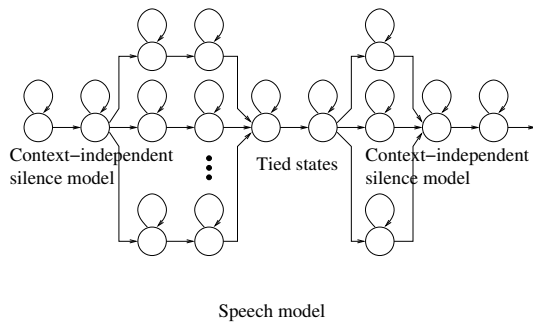 Context−independent
silence model
Tied states
Context−independent
silence model
Speech model